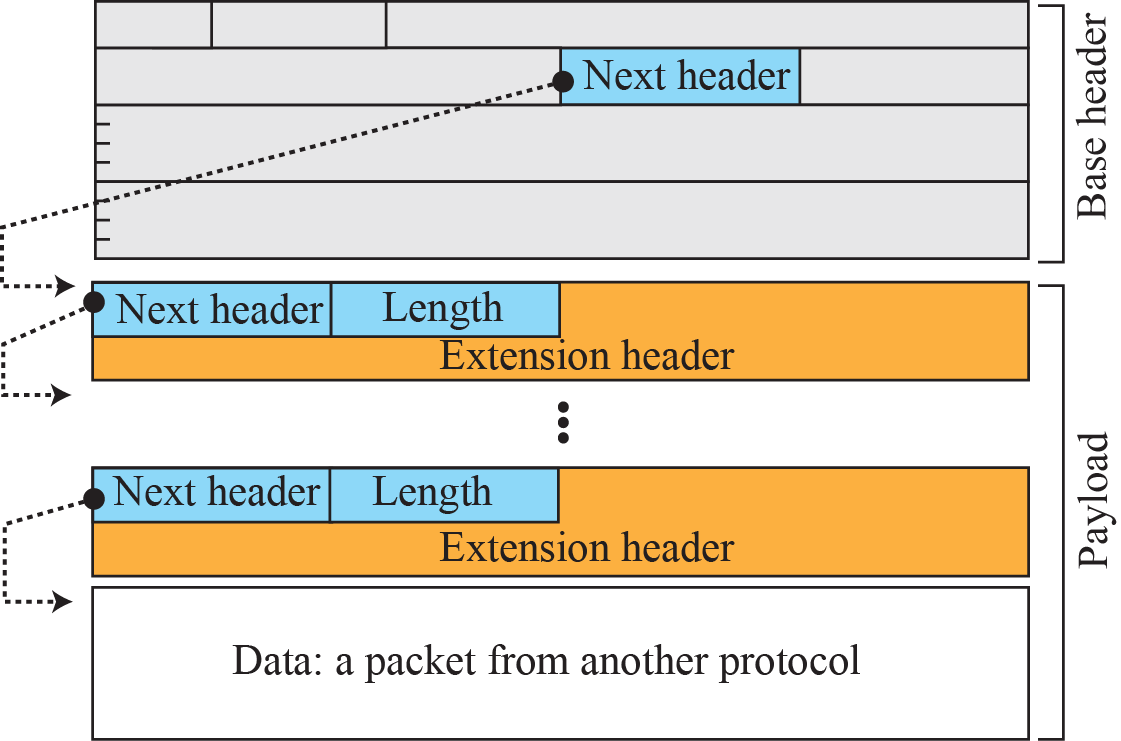 Next header
Base header
Next header
Length
Extension header
Next header
Length
Extension header
Payload
Data: a packet from another protocol